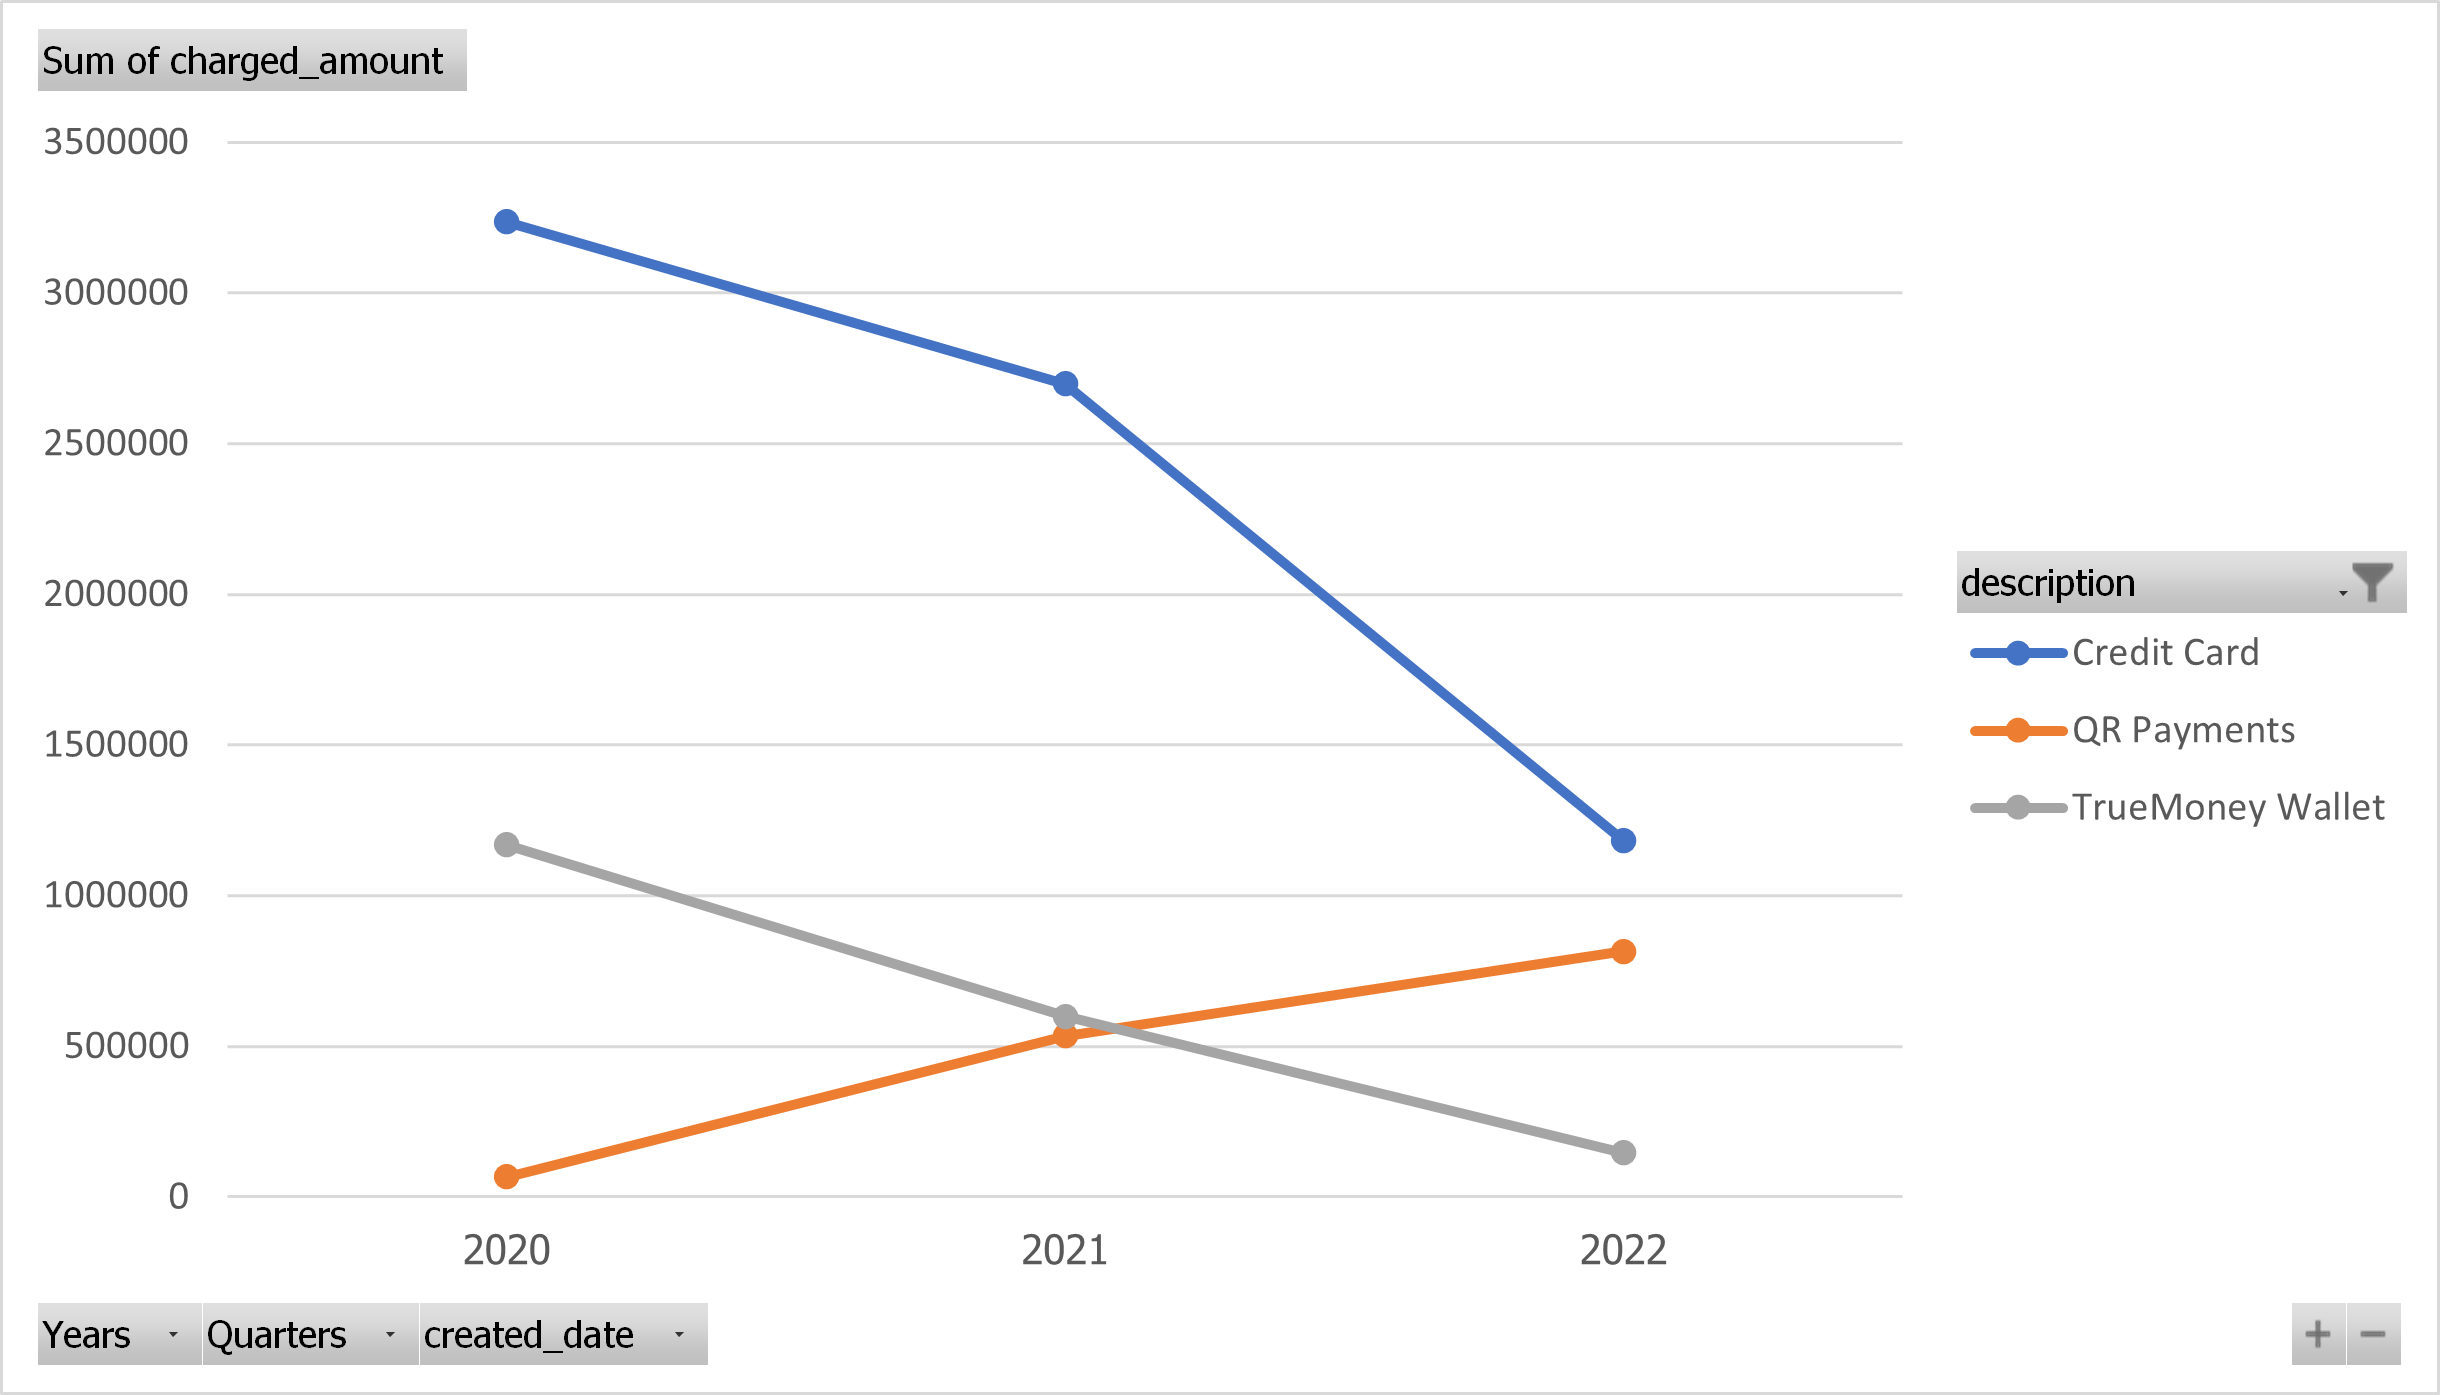 Sum of charged_amount
3500000
3000000
2500000
2000000
1500000
1000000
500000
0
2020 2021 2022
description
Credit Card
QR Payments
TrueMoney Wallet
Years Quarters created_date
+ −